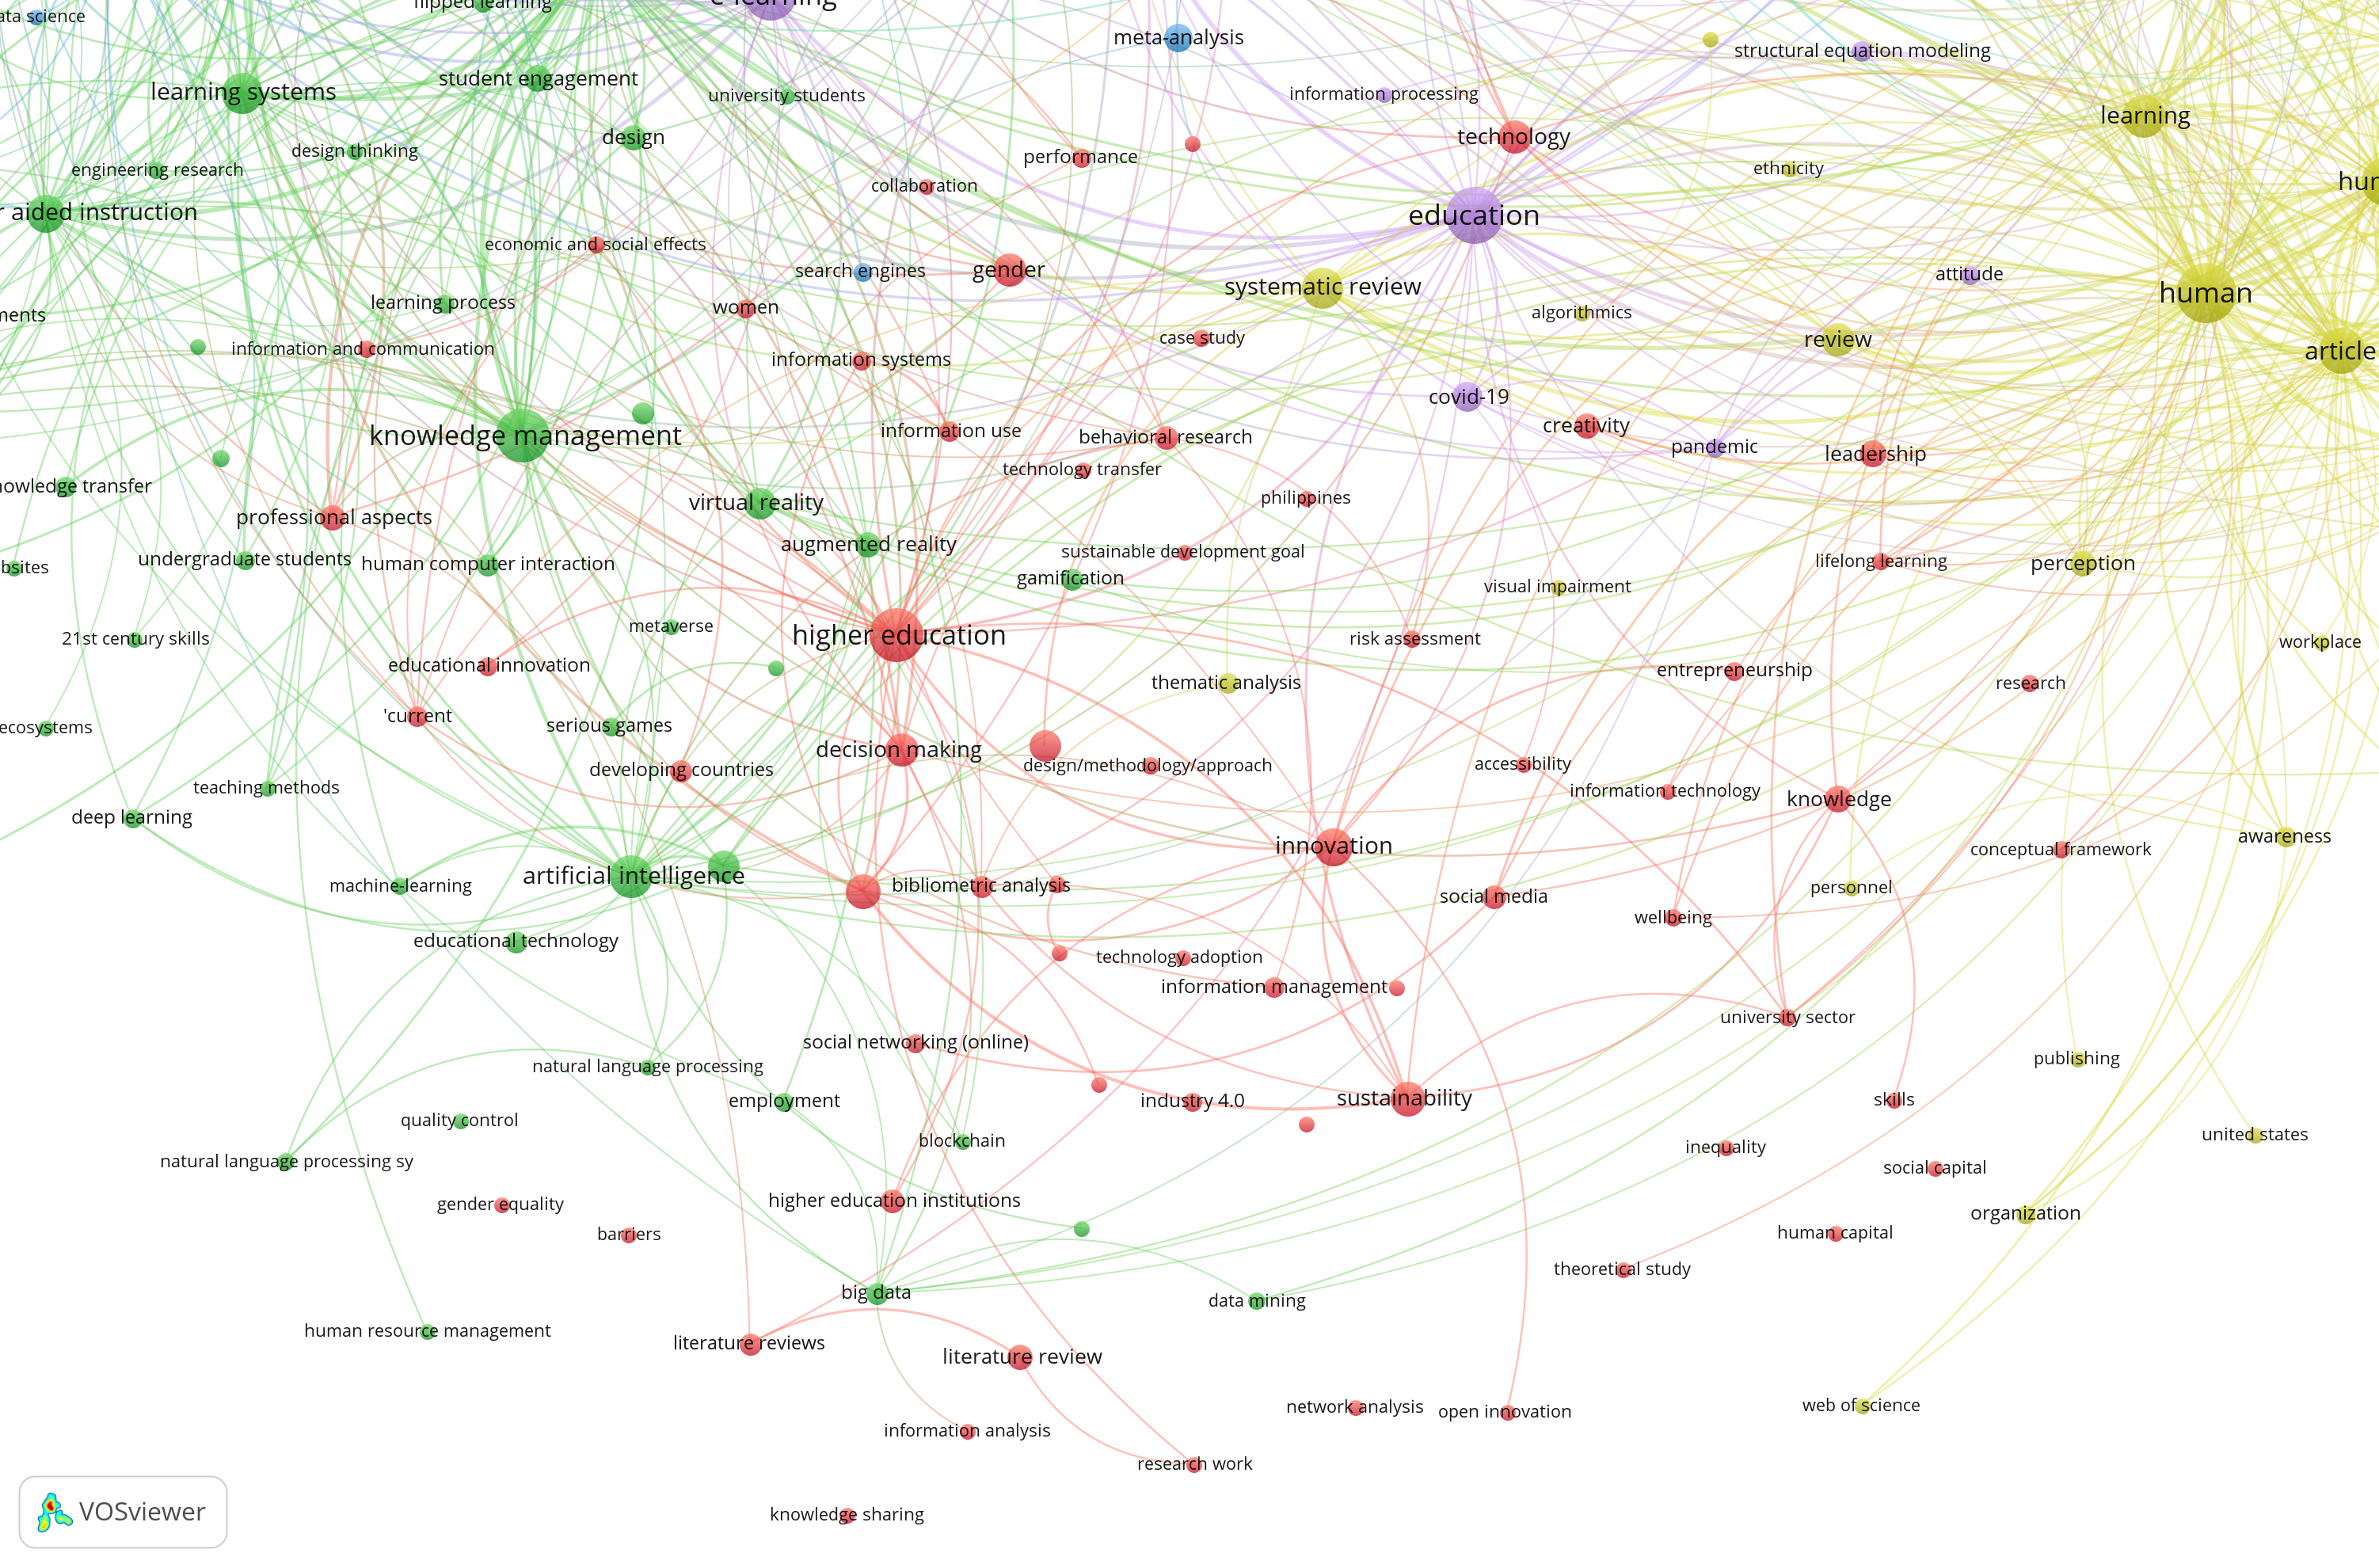 flipped learning
e-learning
data science
meta-analysis
structural equation modeling
learning systems
student engagement
university students
information processing
learning
design
technology
design thinking
performance
engineering research
collaboration
ethnicity
r aided instruction
education
hur
economic and social effects
search engines
gender
systematic review
attitude
human
learning process
women
algorithmics
ments
information and communication
information systems
case study
review
article
covid-19
knowledge management
information use
behavioral research
creativity
pandemic
leadership
technology transfer
nowledge transfer
virtual reality
philippines
professional aspects
augmented reality
sustainable development goal
undergraduate students
human computer interaction
gamification
lifelong learning
perception
bsites
visual impairment
metaverse
21st century skills
higher education
risk assessment
workplace
educational innovation
entrepreneurship
thematic analysis
research
'current
ecosystems
serious games
decision making
developing countries
design/methodology/approach
accessibility
teaching methods
information technology
knowledge
deep learning
innovation
awareness
conceptual framework
artificial intelligence
machine-learning
bibliometric analysis
personnel
social media
wellbeing
educational technology
technology adoption
information management
university sector
social networking (online)
publishing
natural language processing
employment
industry 4.0
sustainability
skills
quality control
blockchain
united states
inequality
natural language processing sy
social capital
gender equality
higher education institutions
organization
barriers
human capital
theoretical study
big data
data mining
human resource management
literature reviews
literature review
network analysis
open innovation
web of science
information analysis
research work
VOSviewer
knowledge sharing